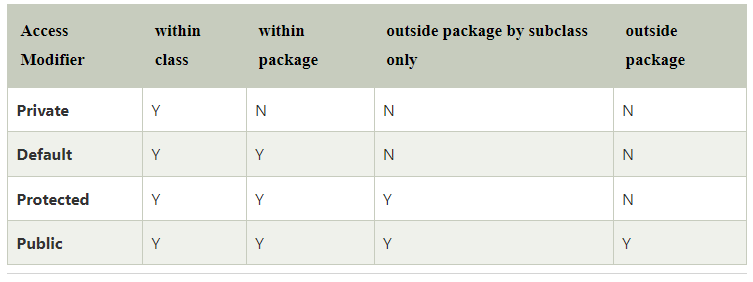 Access Modifier within class within package outside package by subclass only outside package
Private Y N N N
Default Y Y N N
Protected Y Y Y N
Public Y Y Y Y